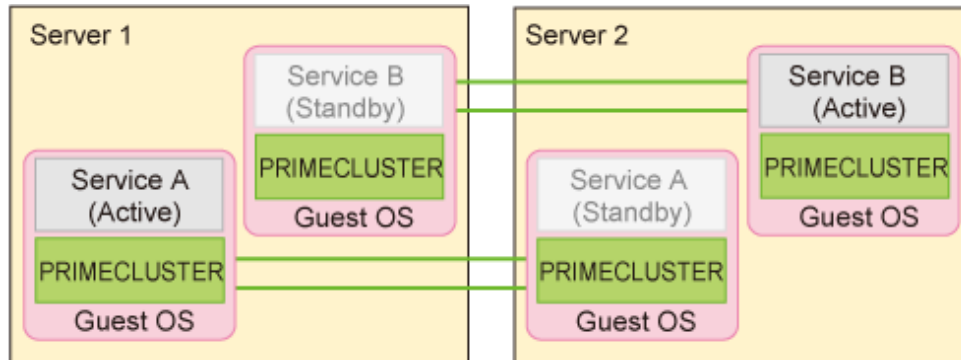 Server 1
Service B
(Standby)
PRIMECLUSTER
Guest OS
Service A
(Active)
PRIMECLUSTER
Guest OS
Server 2
Service B
(Active)
PRIMECLUSTER
Guest OS
Service A
(Standby)
PRIMECLUSTER
Guest OS